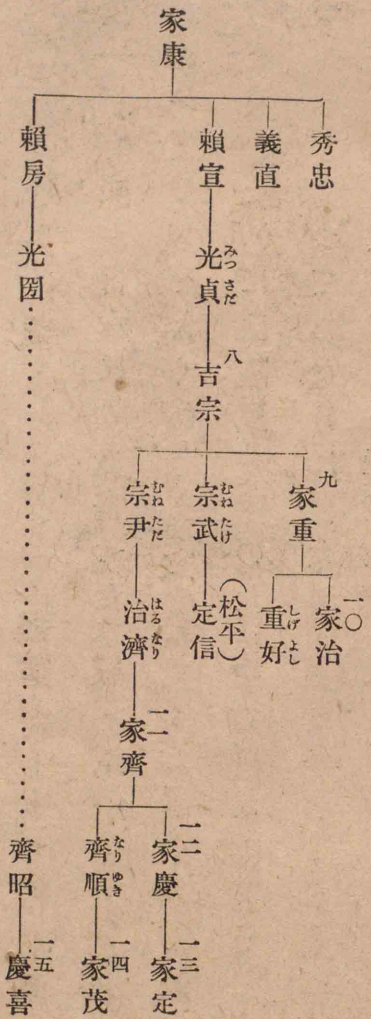 家康
秀忠
義直
賴宣
賴房
光貞
みつさだ
光圀
八
吉宗
九
家重
宗武
むねたけ
宗尹
むねただ
一〇
家治
重好
しげよし
(松平)
定信
治濟
はるなり
一一
家齊
一二
家慶
齊順
なりゆき
齊昭
一三
家定
一四
家茂
一五
慶喜